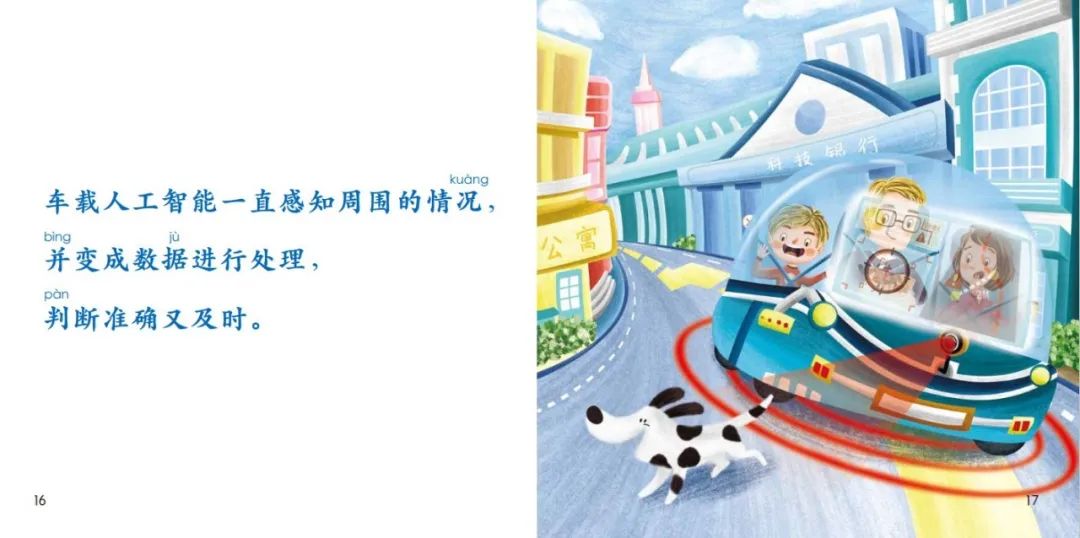 kuàng
车载人工智能一直感知周围的情况，
bìng jù
并变成数据进行处理，
pàn
判断准确又及时。
16
科技银行
公寓
17